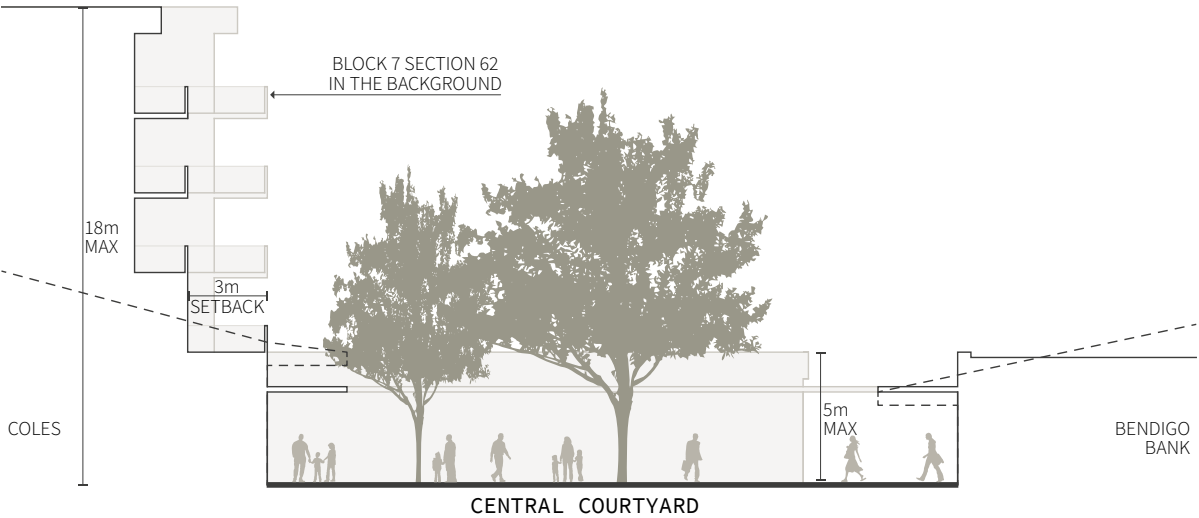 BLOCK 7 SECTION 62
IN THE BACKGROUND
18m
MAX
3m
SETBACK
5m
MAX
COLES
BENDIGO
BANK
CENTRAL COURTYARD